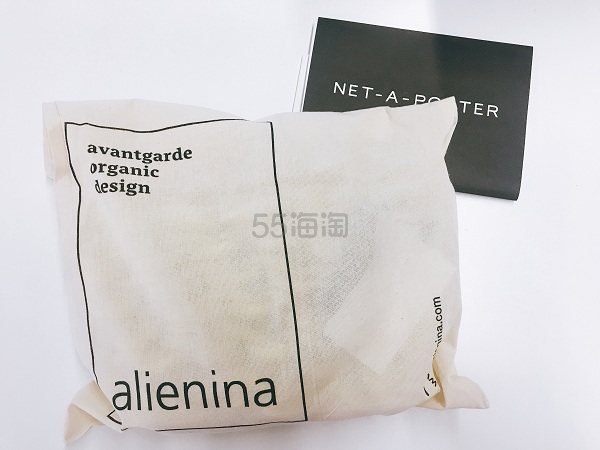 NET-A-PORTER
avantgarde
organic
design
55海淘
alienina